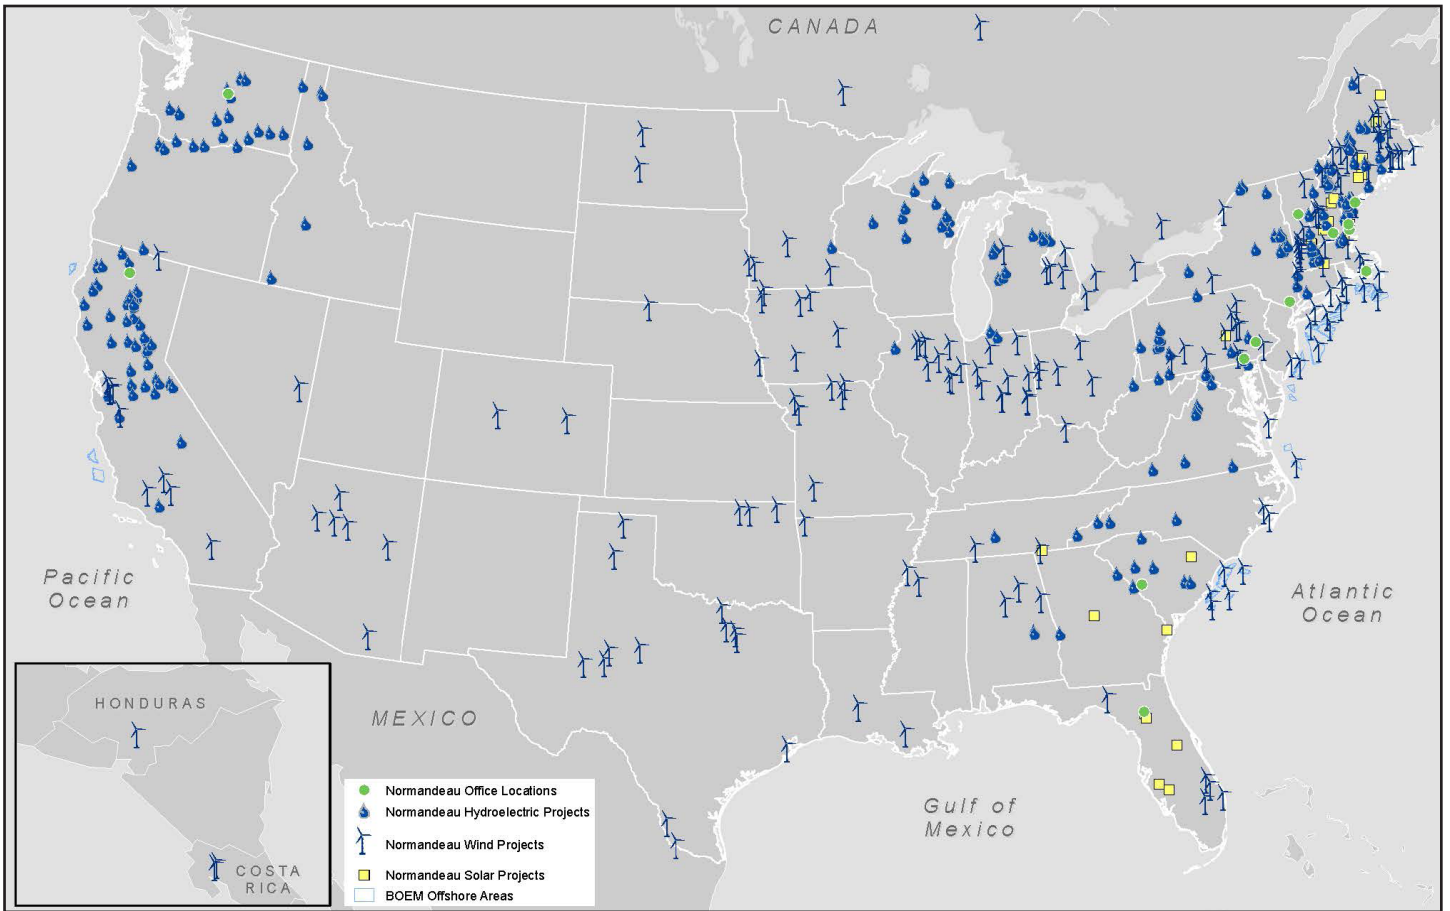 CANADA
Pacific
Ocean
Atlantic
Ocean
HONDURAS
MEXICO
Gulf of
Mexico
COSTA
RICA
Normandeau Office Locations
Normandeau Hydroelectric Projects
Normandeau Wind Projects
Normandeau Solar Projects
BOEM Offshore Areas